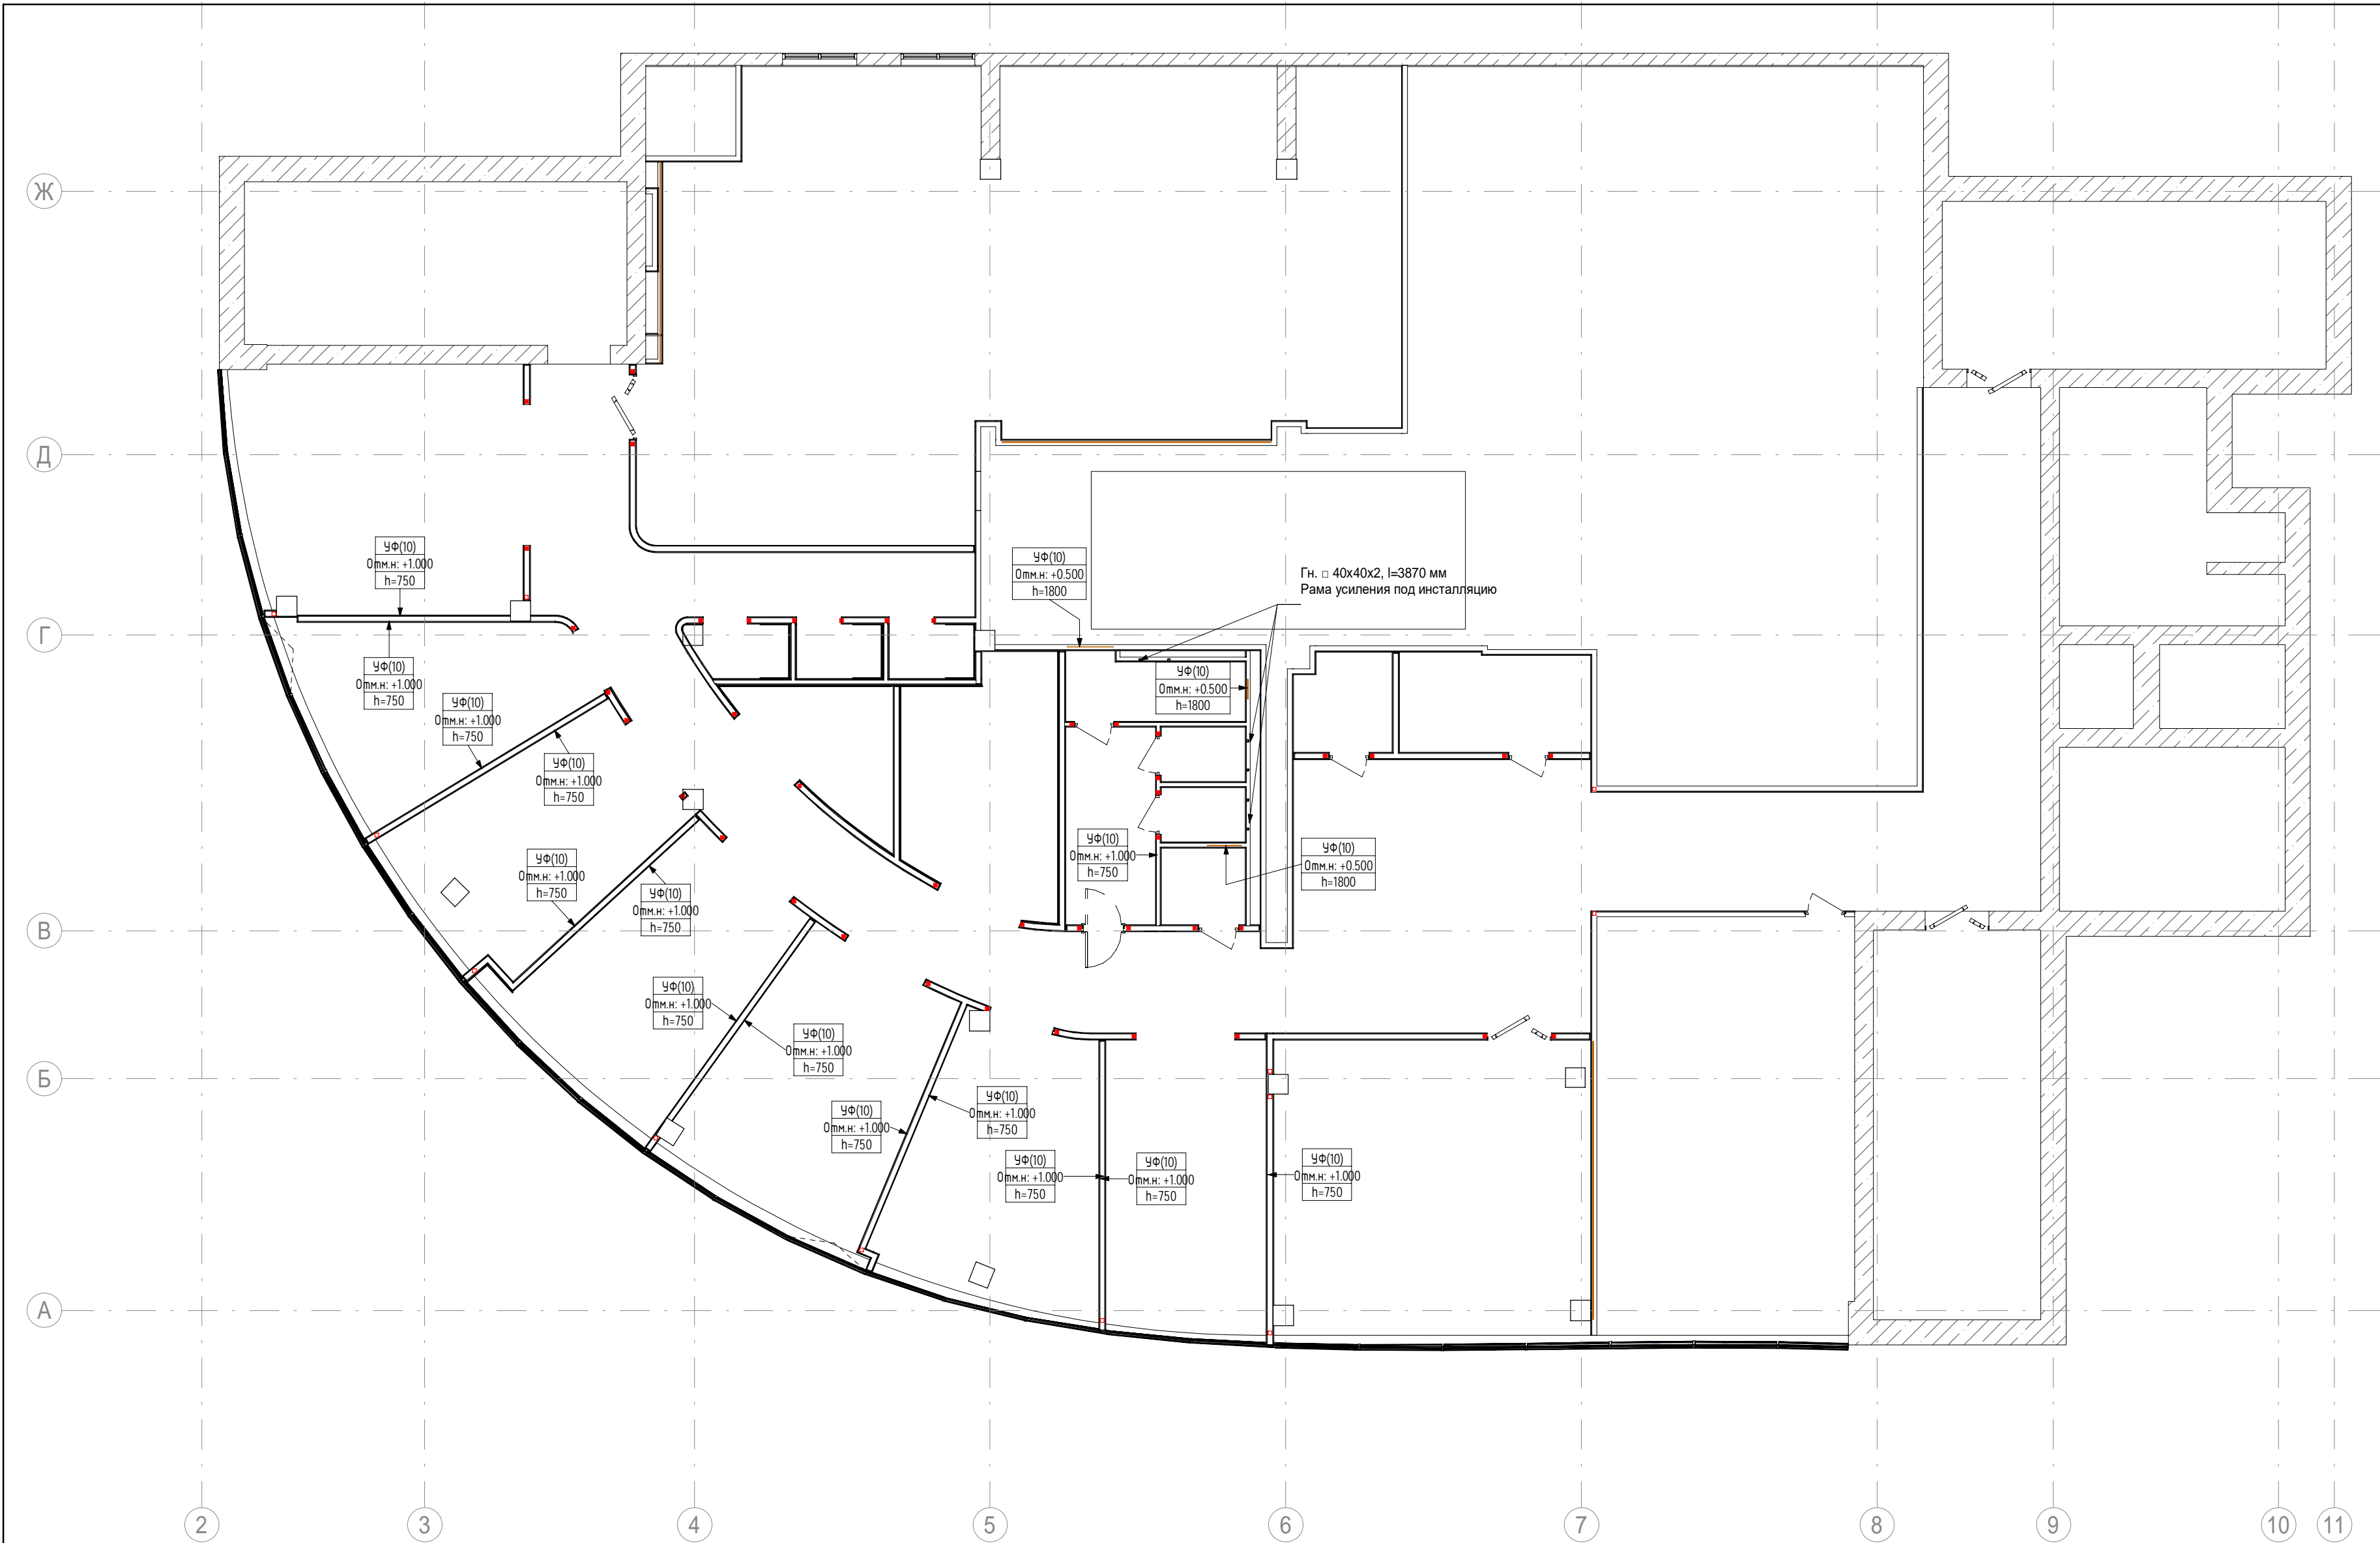 Ж
Д
УФ(10)
Отм.н: +1.000
h=750
УФ(10)
Отм.н: +0.500
h=1800
Гн. □ 40x40x2, l=3870 мм
Рама усиления под инсталляцию
Г
УФ(10)
Отм.н: +1.000
h=750
УФ(10)
Отм.н: +0.500
h=1800
УФ(10)
Отм.н: +1.000
h=750
УФ(10)
Отм.н: +1.000
h=750
УФ(10)
Отм.н: +1.000
h=750
УФ(10)
Отм.н: +0.500
h=1800
УФ(10)
Отм.н: +1.000
h=750
УФ(10)
Отм.н: +1.000
h=750
В
УФ(10)
Отм.н: +1.000
h=750
УФ(10)
Отм.н: +1.000
h=750
Б
УФ(10)
Отм.н: +1.000
h=750
УФ(10)
Отм.н: +1.000
h=750
УФ(10)
Отм.н: +1.000
h=750
УФ(10)
Отм.н: +1.000
h=750
УФ(10)
Отм.н: +1.000
h=750
А
2
3
4
5
6
7
8
9
10
11